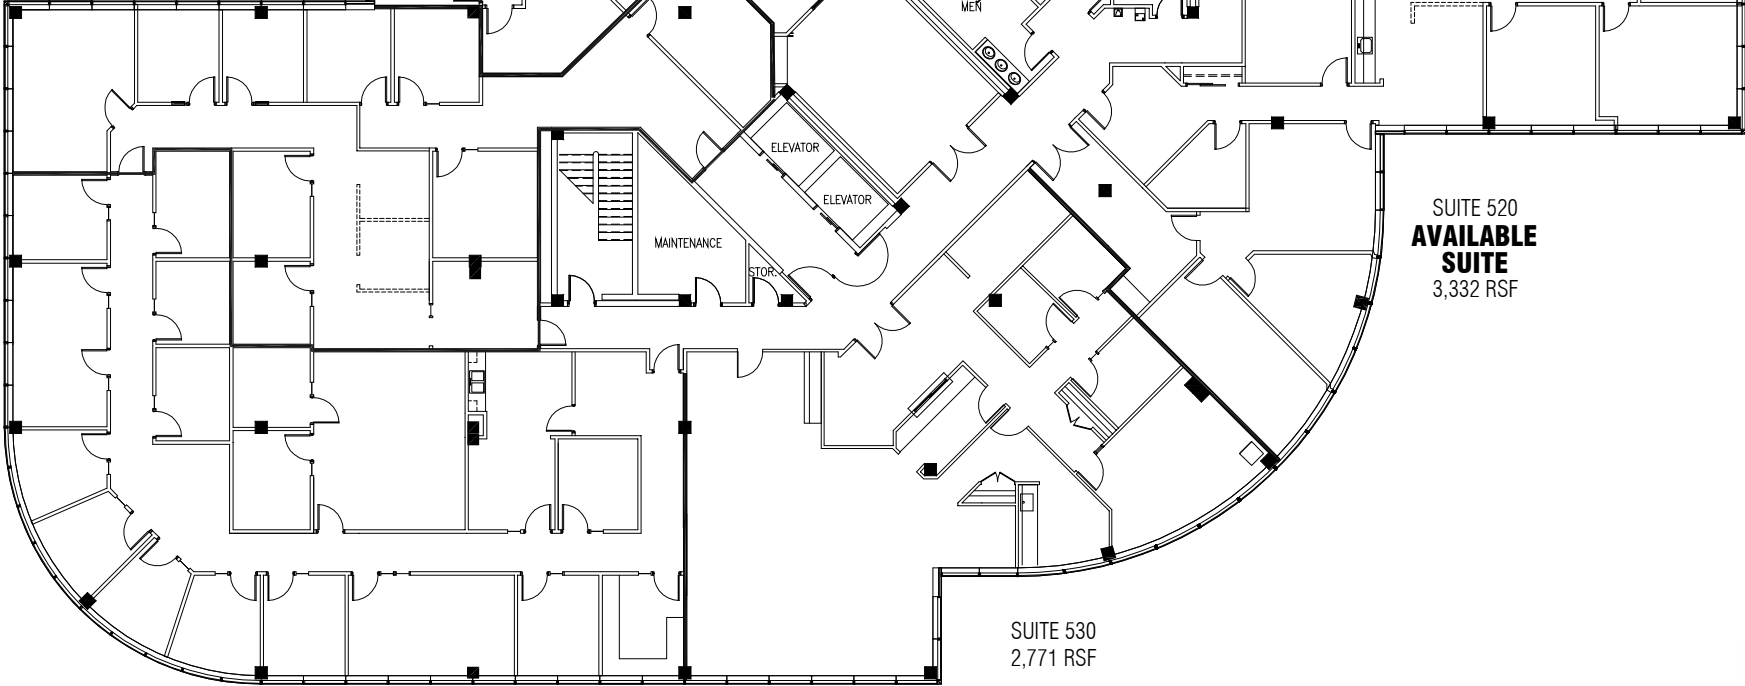 MEN
ELEVATOR
ELEVATOR
MAINTENANCE
STOR.
SUITE 520
AVAILABLE
SUITE
3,332 RSF
SUITE 530
2,771 RSF